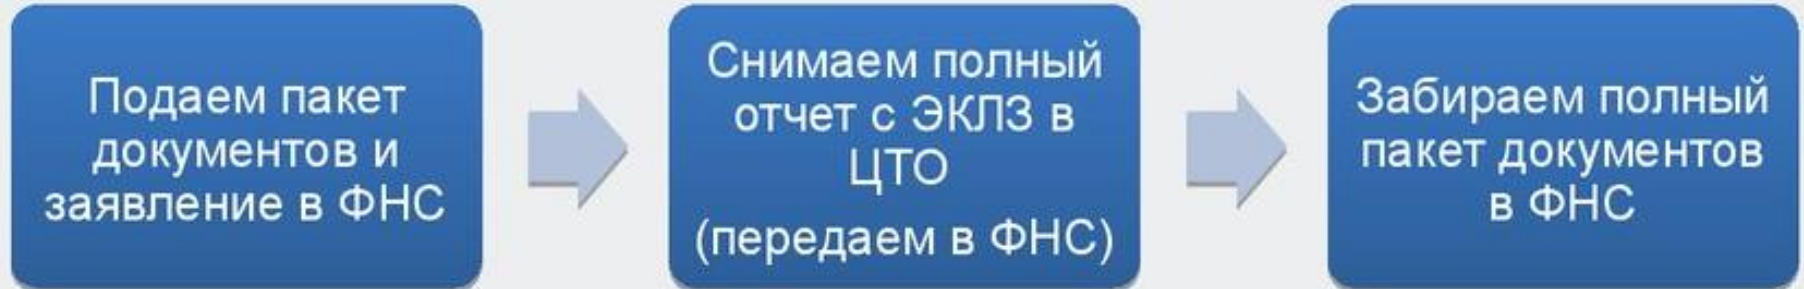 Подаем пакет
документов и
заявление в ФНС
Снимаем полный
отчет с ЭКЛЗ в
ЦТО
(передаем в ФНС)
Забираем полный
пакет документов
в ФНС